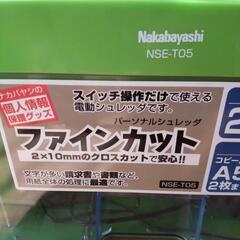 Nakabayashi
NSE-T05
ナカバヤシの
個人情報
保護グッズ
スイッチ操作だけで使える
電動シュレッダです。
パーソナルシュレッダ
ファインカット
2×10mmのクロスカットで安心!!
文字が多い請求書や書類など、
用紙全体の処理に最適です。
NSE-T05
2
コピー
A5
2枚ま